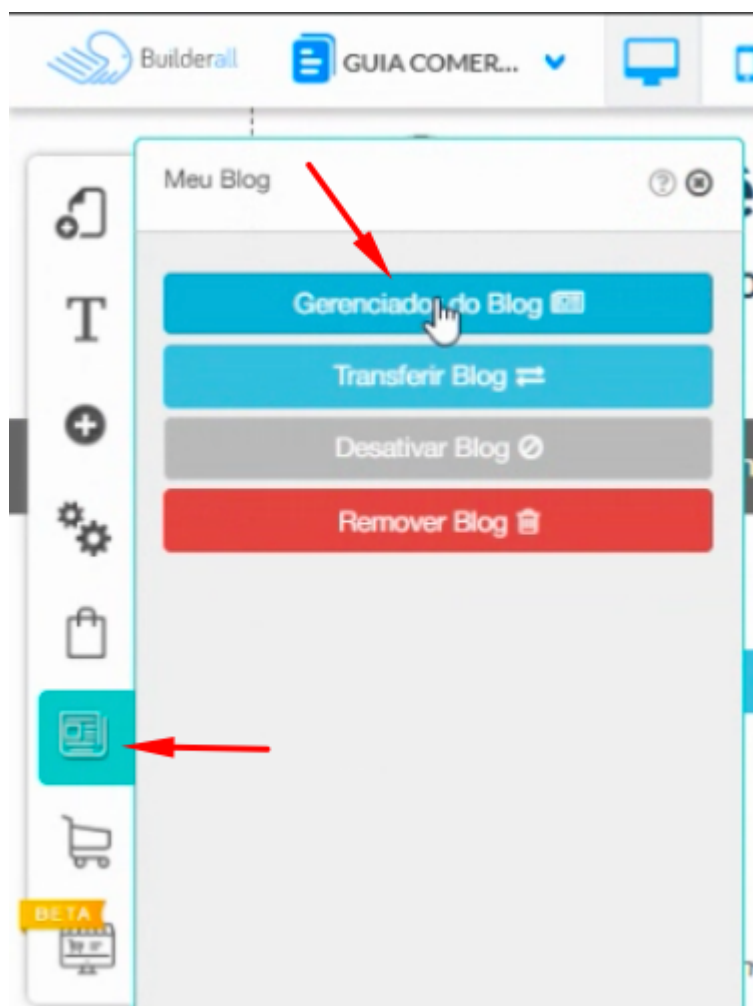 Builderall
GUIA COMER...
Meu Blog
Gerenciador do Blog
Transferir Blog
Desativar Blog
Remover Blog
BETA